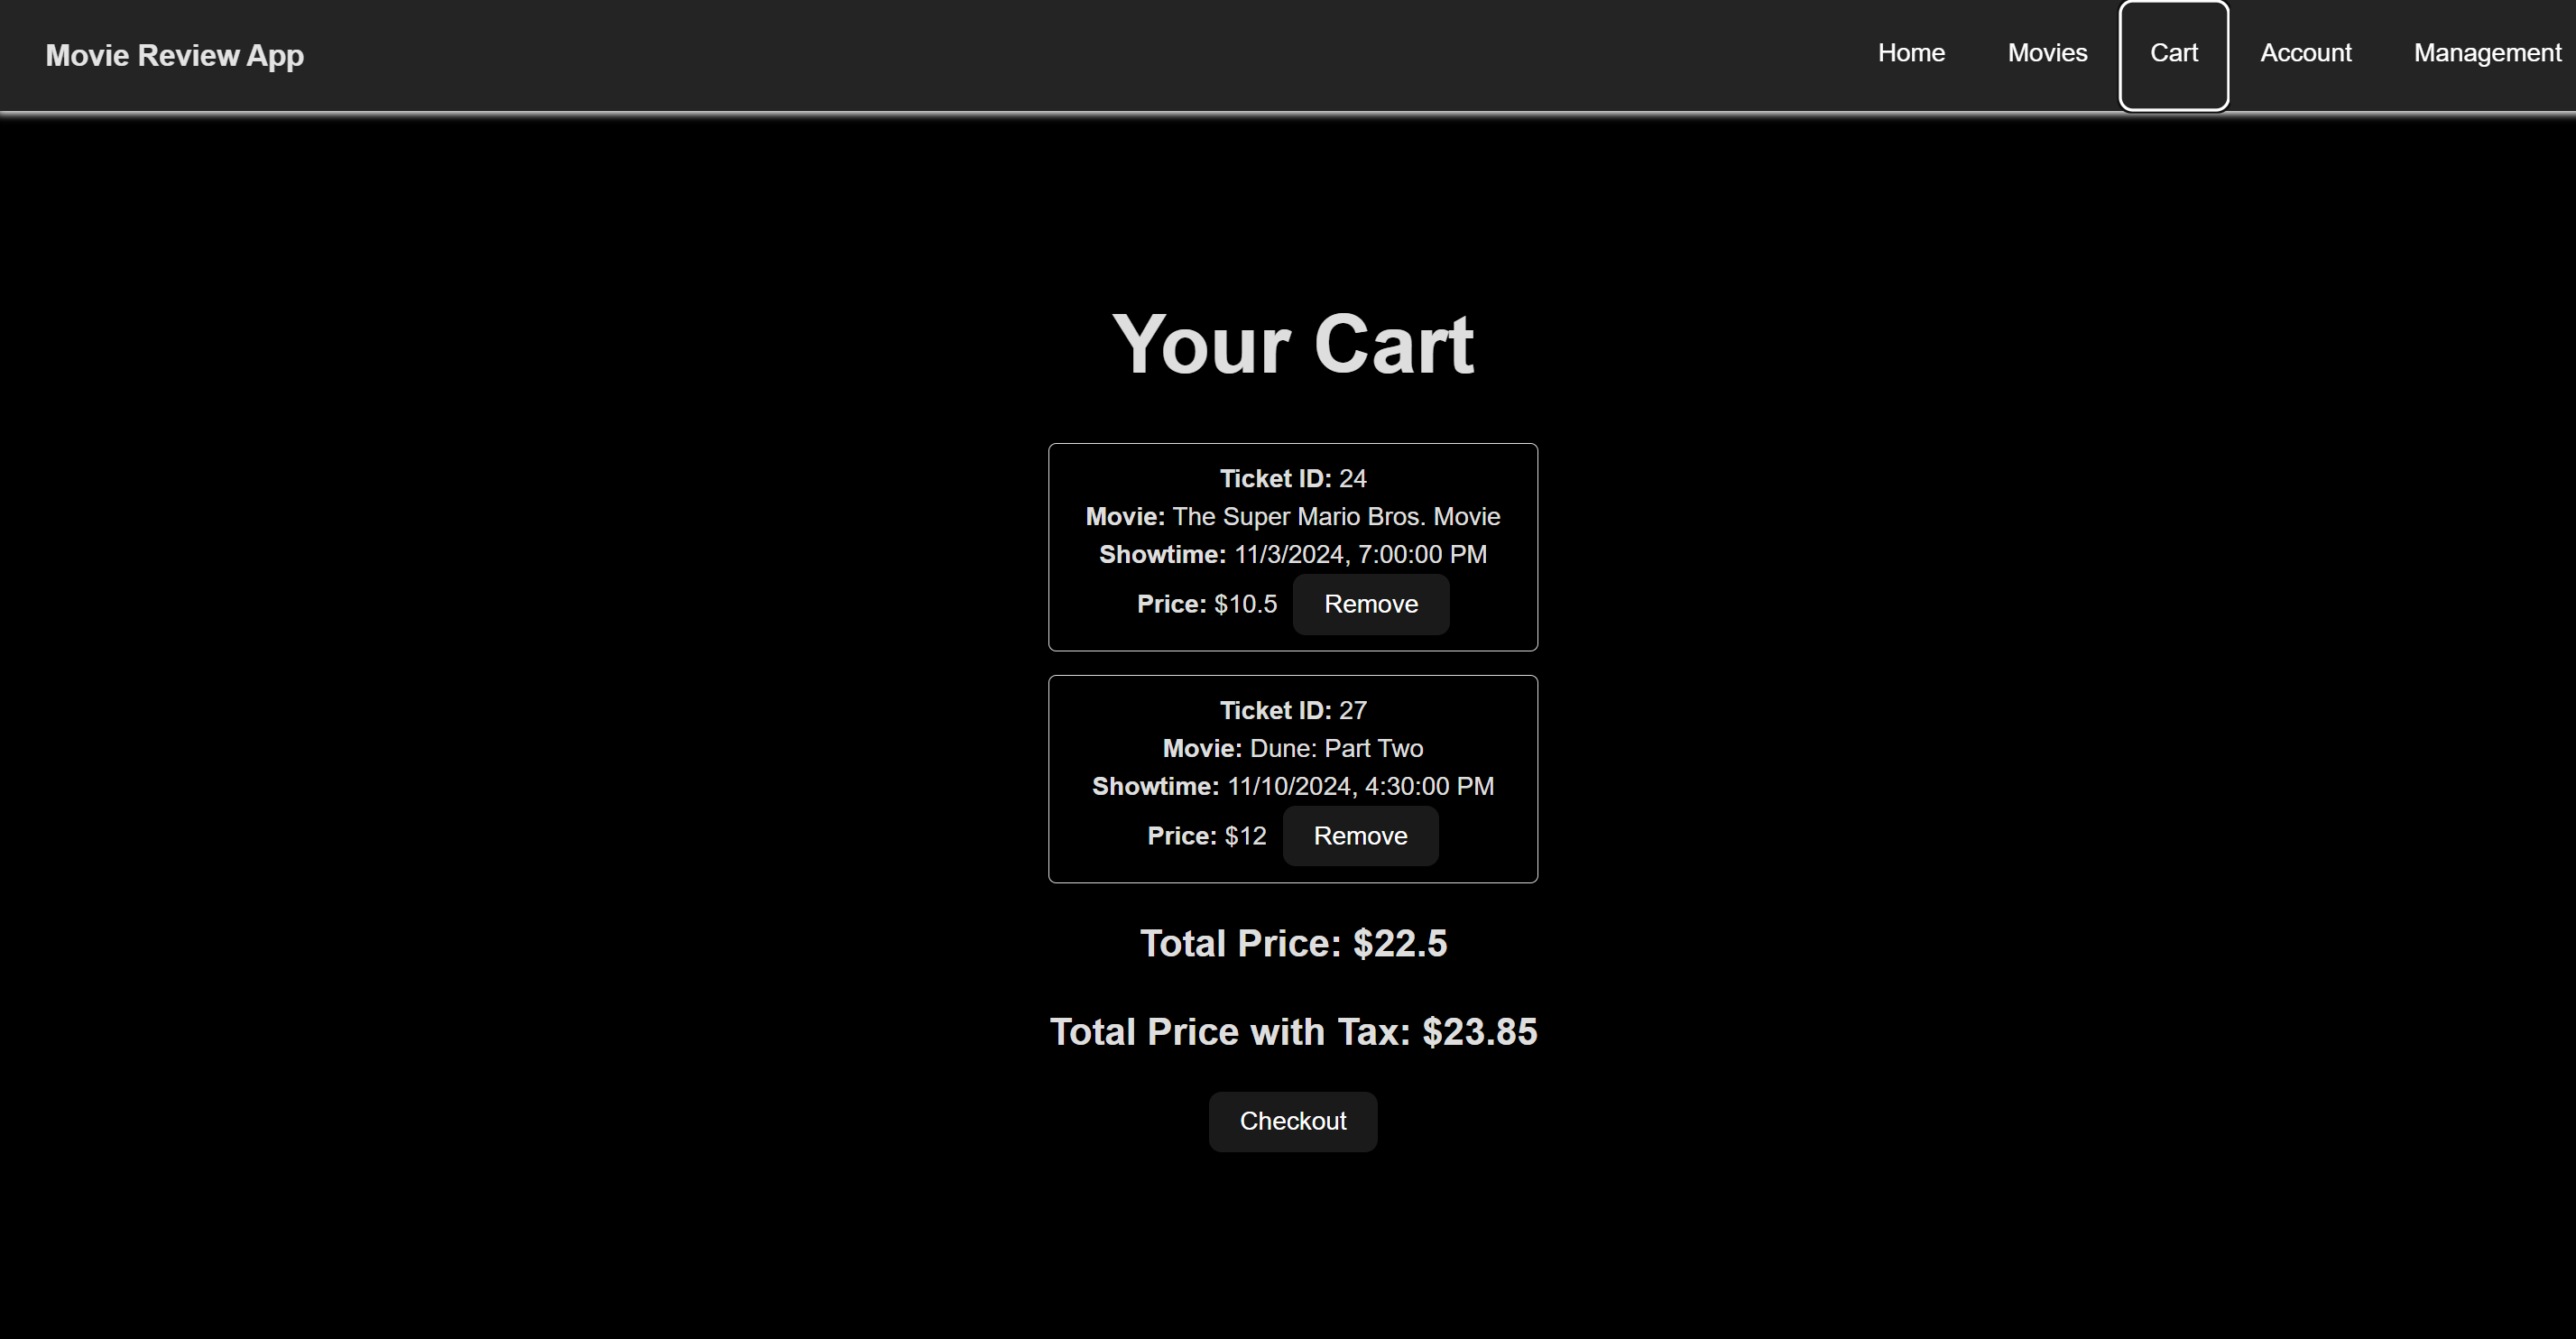 Movie Review App
Home Movies Cart Account Management
Your Cart
Ticket ID: 24
Movie: The Super Mario Bros. Movie
Showtime: 11/3/2024, 7:00:00 PM
Price: $10.5 Remove
Ticket ID: 27
Movie: Dune: Part Two
Showtime: 11/10/2024, 4:30:00 PM
Price: $12 Remove
Total Price: $22.5
Total Price with Tax: $23.85
Checkout